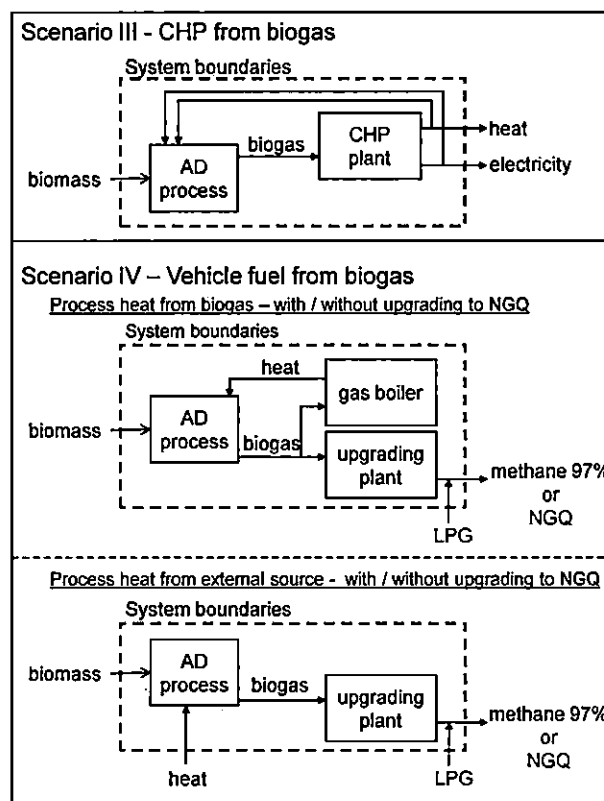 Scenario III - CHP from biogas
System boundaries
biomass
AD
process
biogas
CHP
plant
heat
electricity
Scenario IV – Vehicle fuel from biogas
Process heat from biogas – with / without upgrading to NGQ
System boundaries
heat
gas boiler
biomass
AD
process
biogas
upgrading
plant
methane 97%
or
NGQ
LPG
Process heat from external source - with / without upgrading to NGQ
System boundaries
biomass
AD
process
biogas
upgrading
plant
methane 97%
or
NGQ
heat
LPG